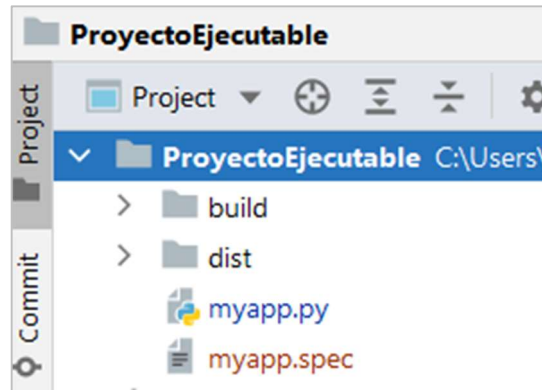 ProyectoEjecutable
Project
Project
ProyectoEjecutable C:\Users\
build
dist
myapp.py
Commit
myapp.spec